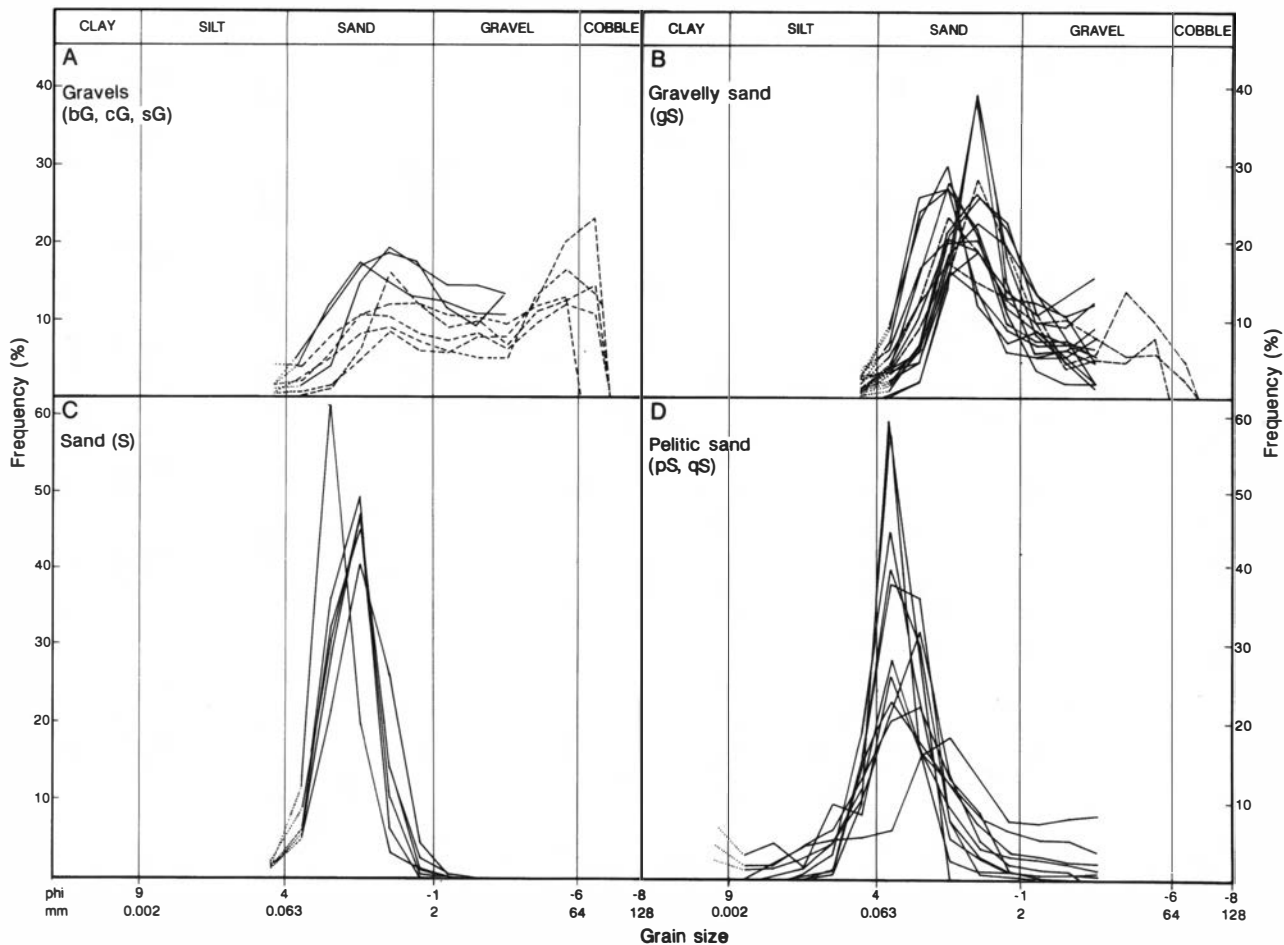 CLAY SILT SAND GRAVEL COBBLE CLAY SILT SAND GRAVEL COBBLE
A
Gravels
(bG, cG, sG)
B
Gravelly sand
(gS)
40
30
20
10
40
30
20
10
Frequency (%)
Frequency (%)
C
Sand (S)
D
Pelitic sand
(pS, qS)
60
50
40
30
20
10
60
50
40
30
20
10
phi 9 4 -1 -6 -8 9 4 -1 -6 -8
mm 0.002 0.063 2 64 128 0.002 0.063 2 64 128
Grain size